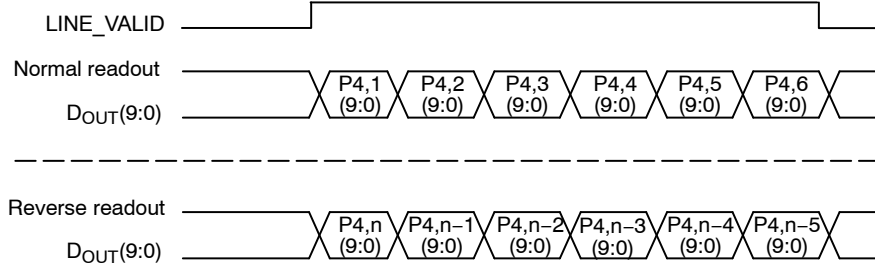 LINE_VALID
Normal readout
P4,1 P4,2 P4,3 P4,4 P4,5 P4,6
(9:0) (9:0) (9:0) (9:0) (9:0) (9:0)
DOUT(9:0)
Reverse readout
P4,n P4,n−1 P4,n−2 P4,n−3 P4,n−4 P4,n−5
(9:0) (9:0) (9:0) (9:0) (9:0) (9:0)
DOUT(9:0)